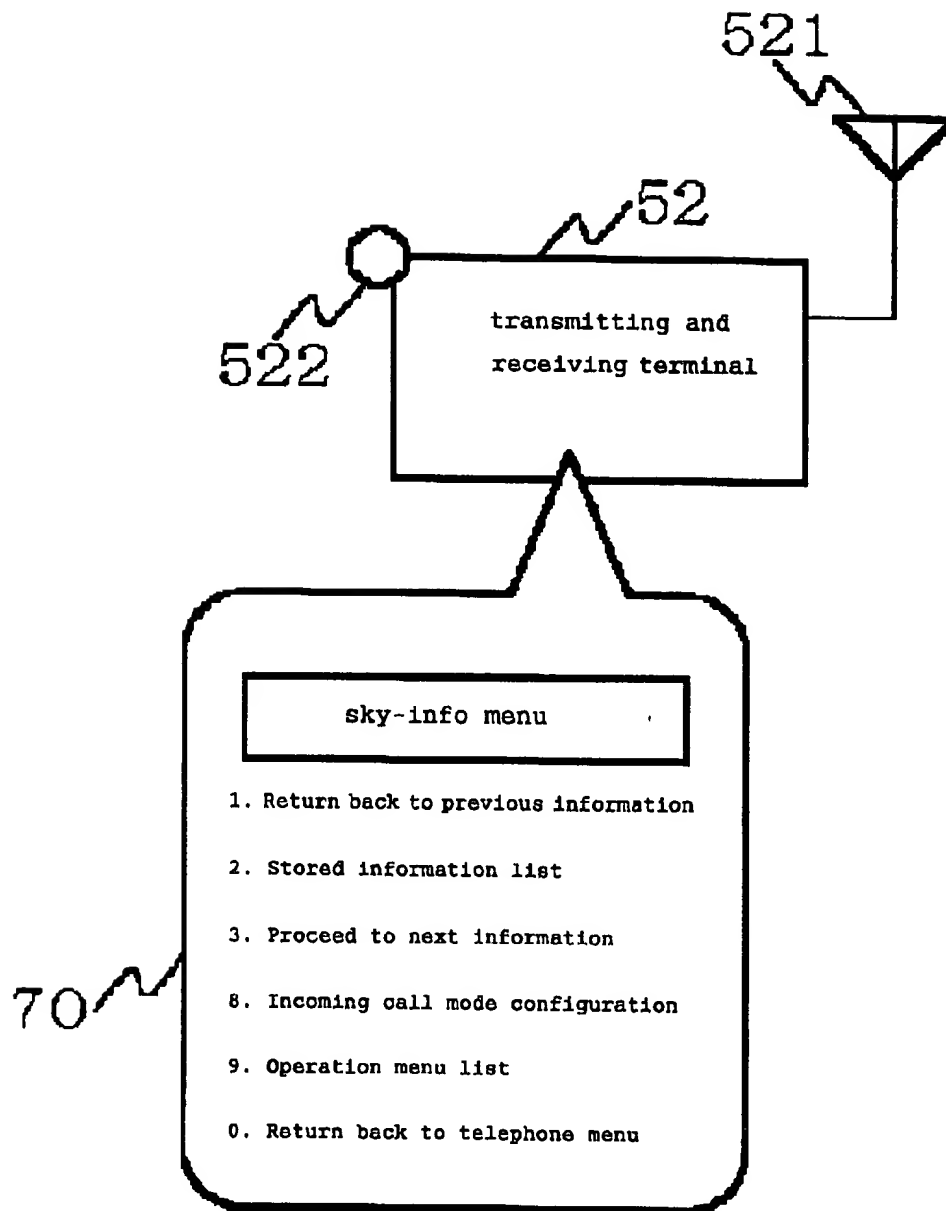 521
52
522
transmitting and
receiving terminal
sky-info menu
1. Return back to previous information
2. Stored information list
3. Proceed to next information
70
8. Incoming call mode configuration
9. Operation menu list
0. Return back to telephone menu